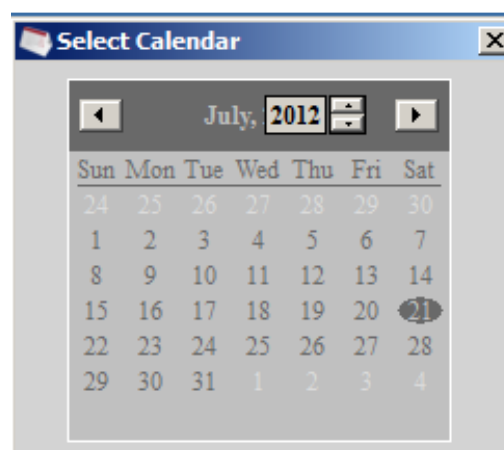 Select Calendar
July, 2012
Sun Mon Tue Wed Thu Fri Sat
24 25 26 27 28 29 30
1 2 3 4 5 6 7
8 9 10 11 12 13 14
15 16 17 18 19 20 21
22 23 24 25 26 27 28
29 30 31 1 2 3 4